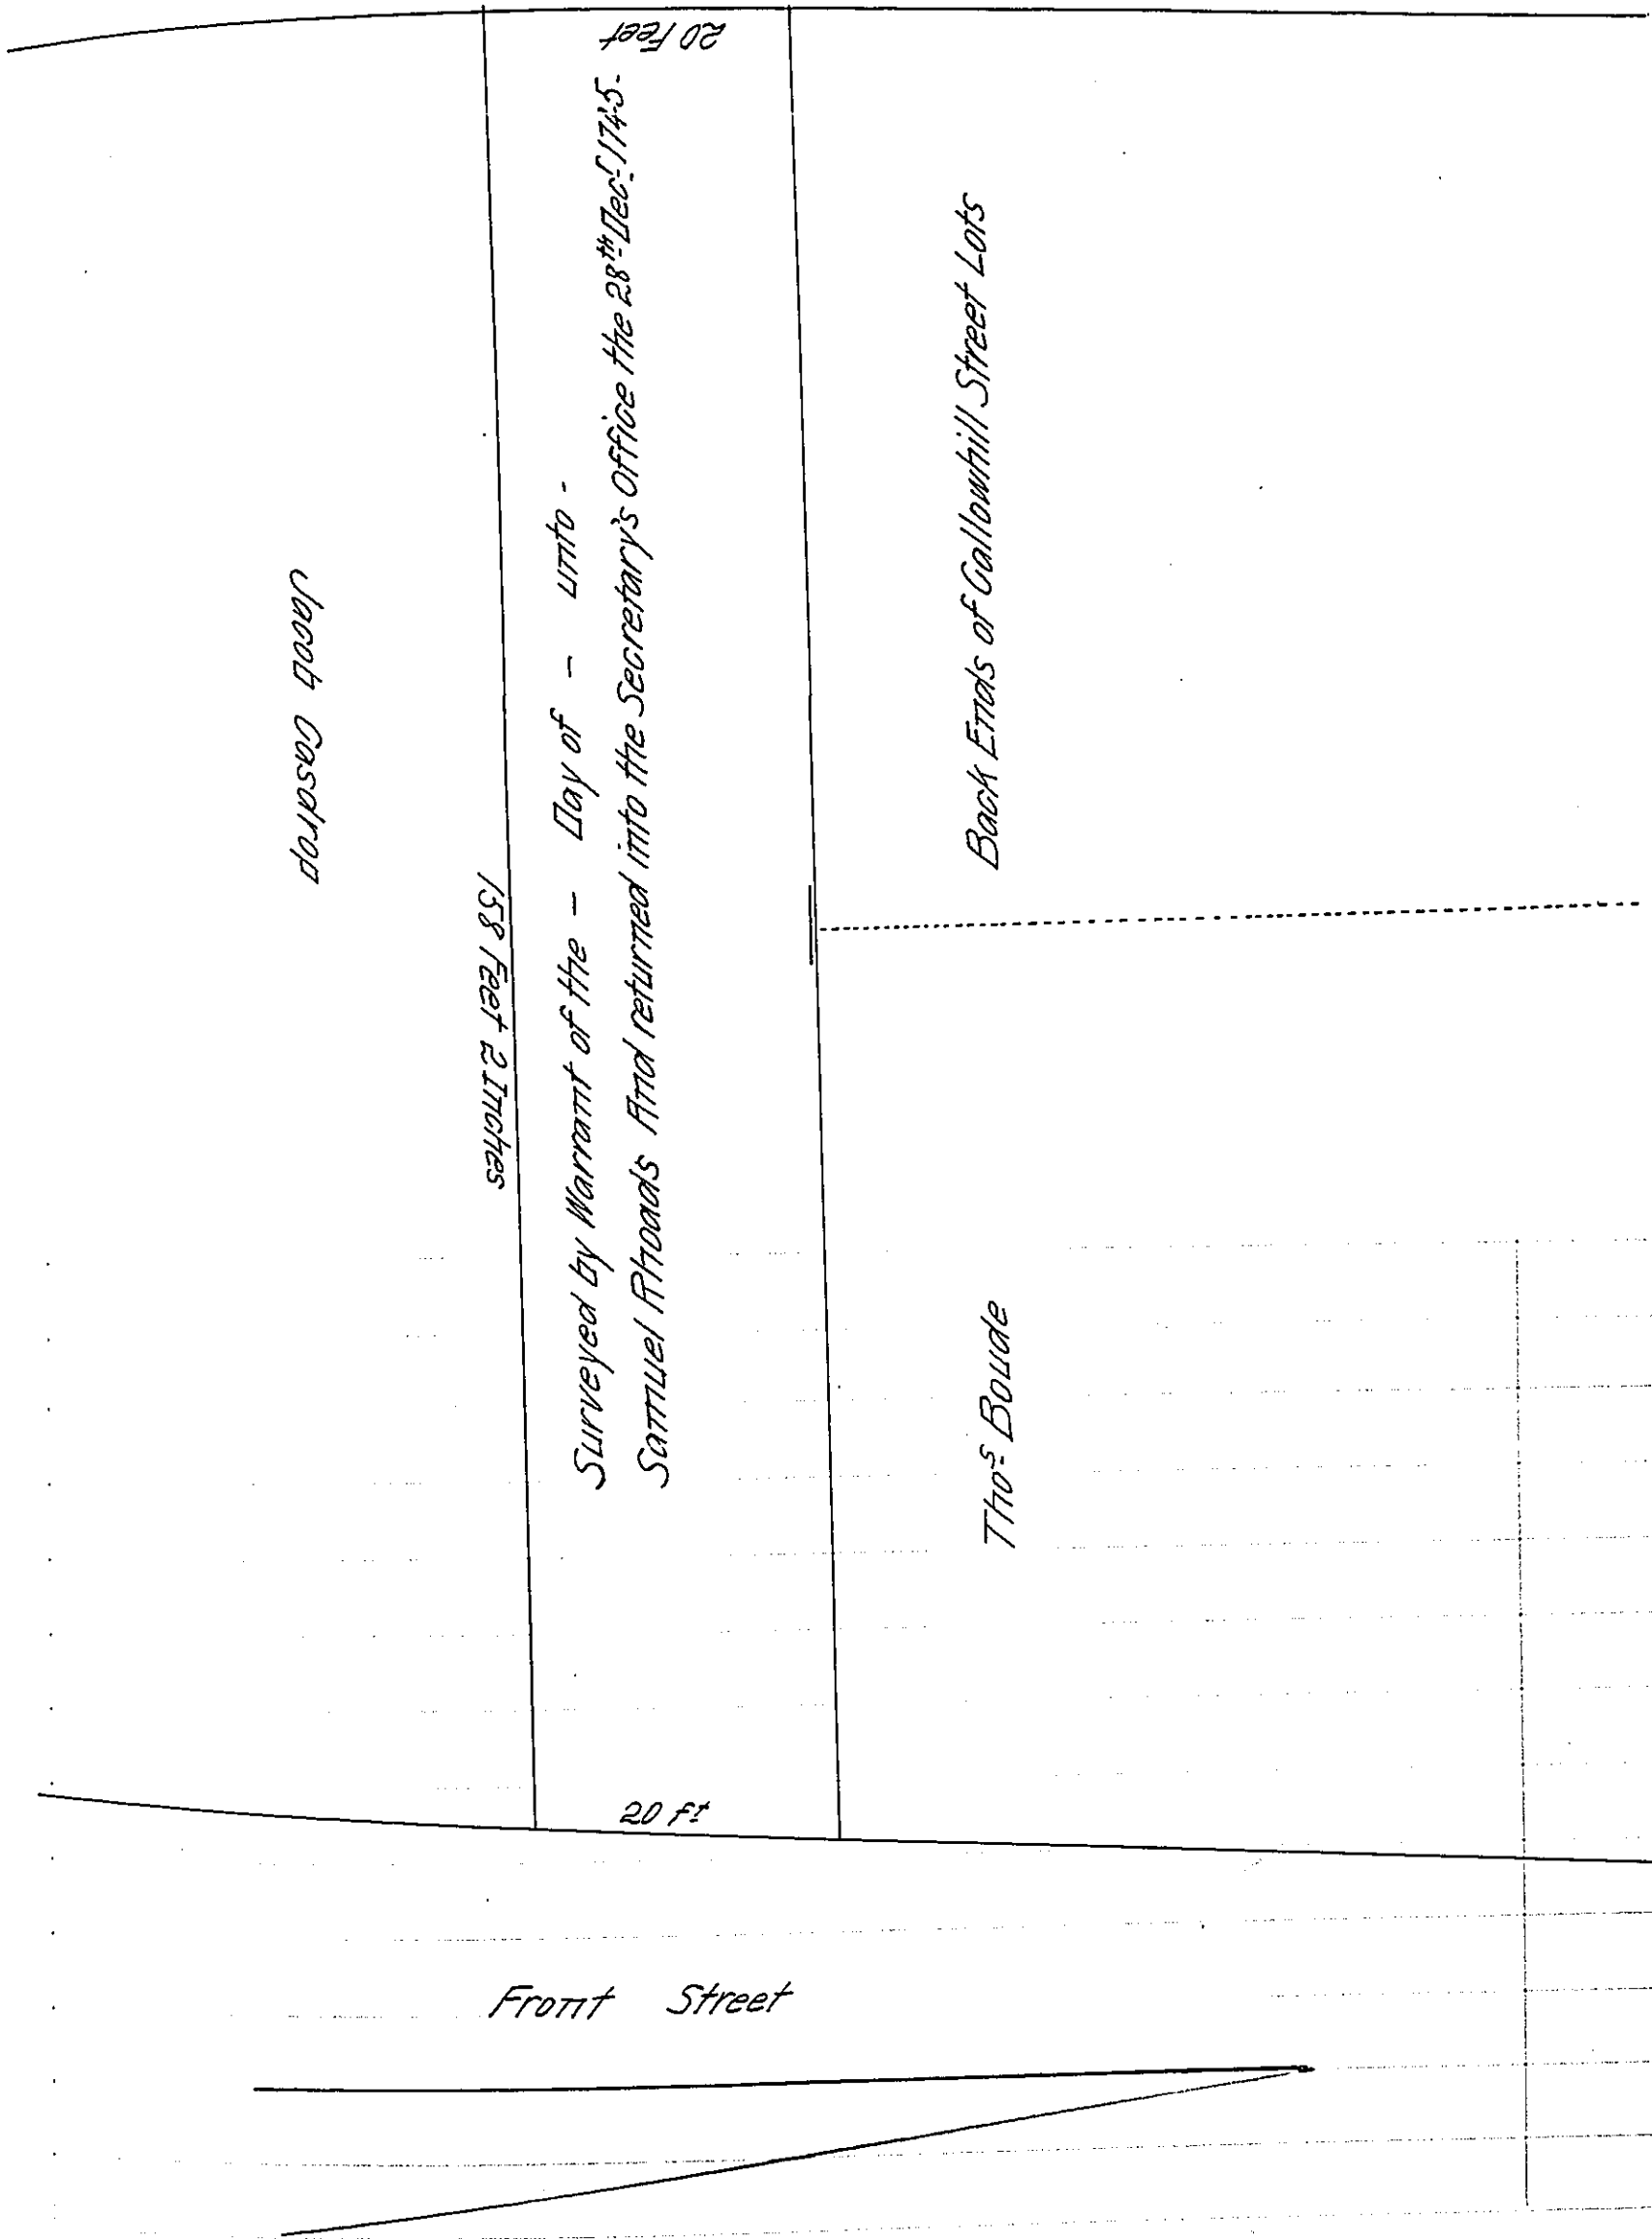 20 Feet
Jacob Casdrop
158 Feet 2 Inches
Surveyed by Warrant of the - Day of - - unto -
Samuel Rhoads And returned into the Secretary's Office the 28th Decr 1745.
Back Ends of Callowhill Street Lots
Thos Boude
20 Ft
Front Street